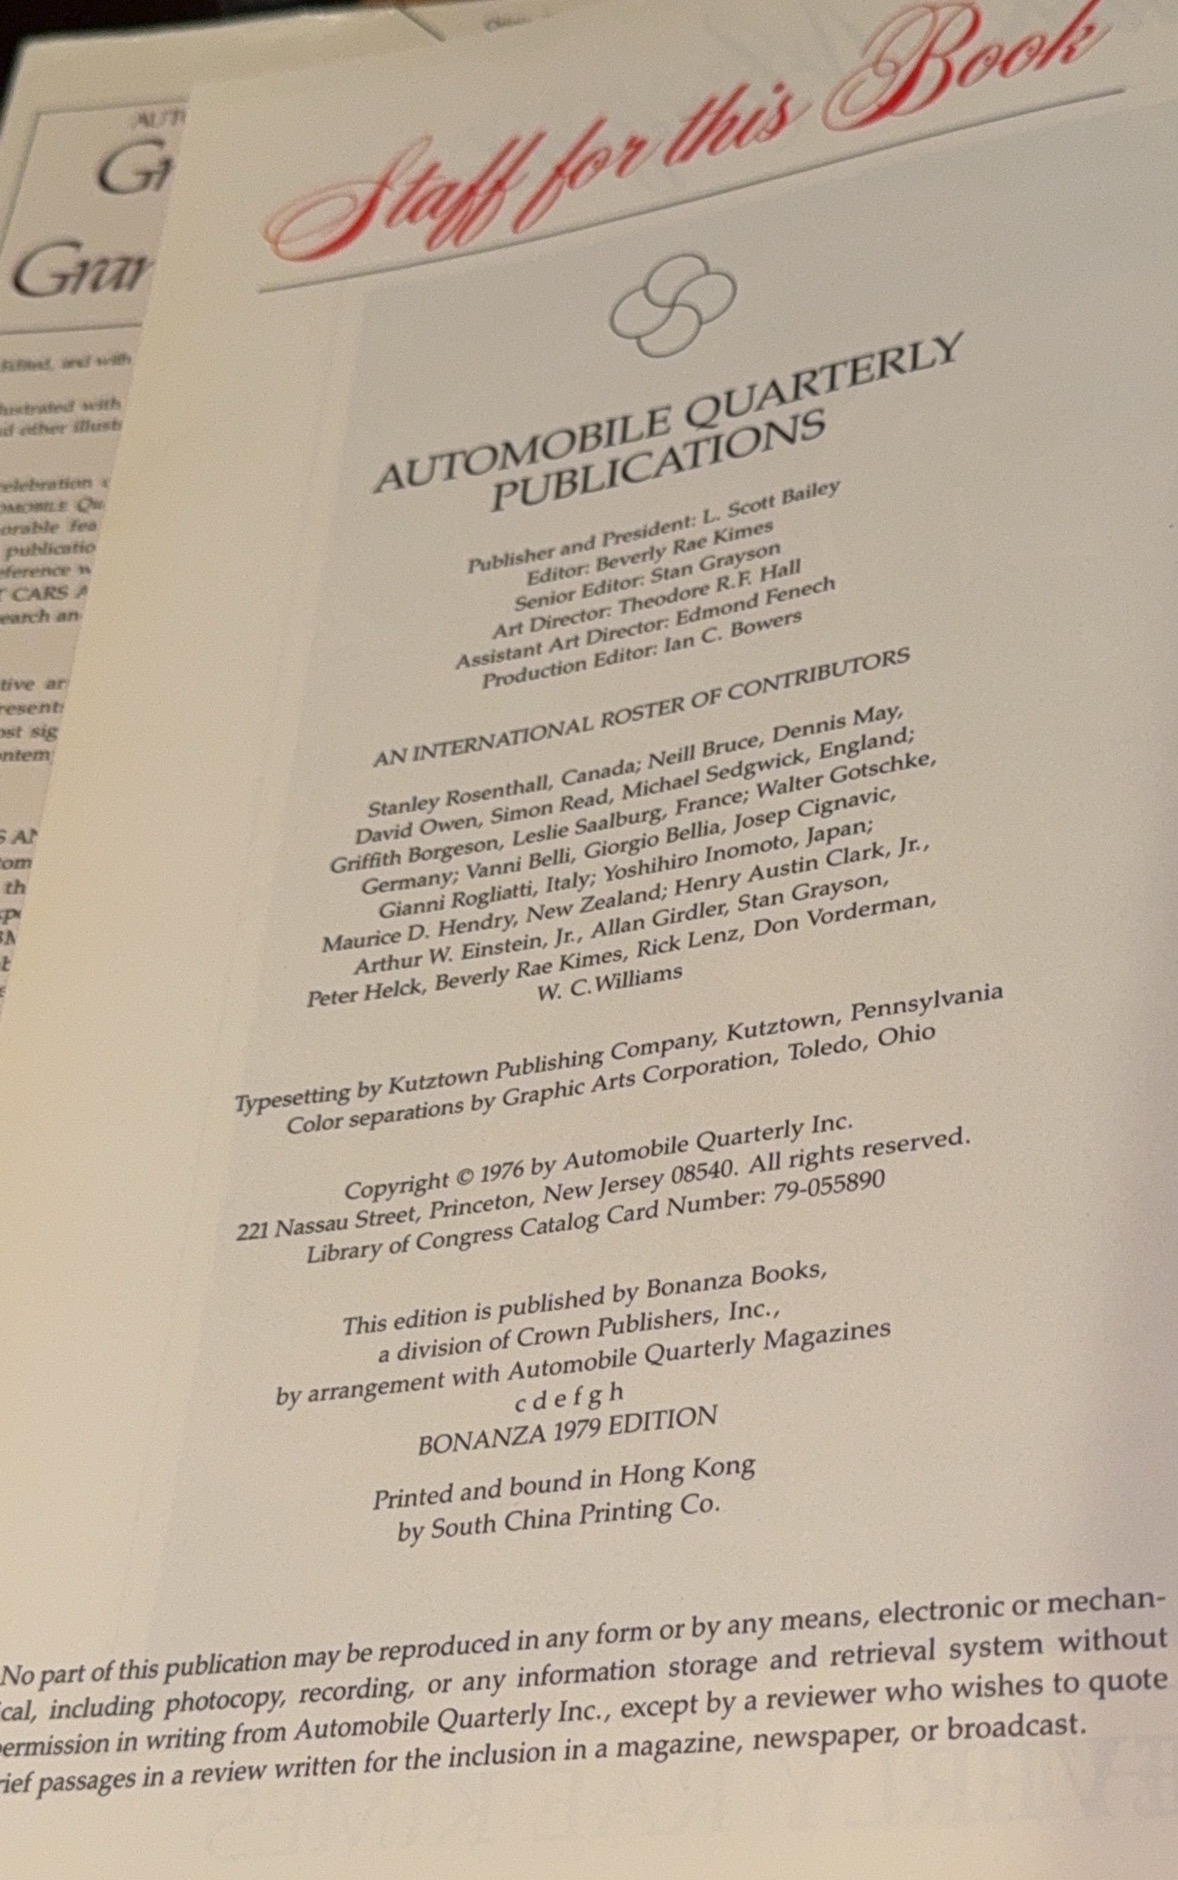 Staff for this Book
AUTOMOBILE QUARTERLY
PUBLICATIONS
Publisher and President: L. Scott Bailey
Editor: Beverly Rae Kimes
Senior Editor: Stan Grayson
Art Director: Theodore R.F. Hall
Assistant Art Director: Edmond Fenech
Production Editor: Ian C. Bowers
AN INTERNATIONAL ROSTER OF CONTRIBUTORS
Stanley Rosenthall, Canada; Neill Bruce, Dennis May,
David Owen, Simon Read, Michael Sedgwick, England;
Griffith Borgeson, Leslie Saalburg, France; Walter Gotschke,
Germany; Vanni Belli, Giorgio Bellia, Josep Cignavic,
Gianni Rogliatti, Italy; Yoshihiro Inomoto, Japan;
Maurice D. Hendry, New Zealand; Henry Austin Clark, Jr.,
Arthur W. Einstein, Jr., Allan Girdler, Stan Grayson,
Peter Helck, Beverly Rae Kimes, Rick Lenz, Don Vorderman,
W. C. Williams
Typesetting by Kutztown Publishing Company, Kutztown, Pennsylvania
Color separations by Graphic Arts Corporation, Toledo, Ohio
Copyright © 1976 by Automobile Quarterly Inc.
221 Nassau Street, Princeton, New Jersey 08540. All rights reserved.
Library of Congress Catalog Card Number: 79-055890
This edition is published by Bonanza Books,
a division of Crown Publishers, Inc.,
by arrangement with Automobile Quarterly Magazines
c d e f g h
BONANZA 1979 EDITION
Printed and bound in Hong Kong
by South China Printing Co.
No part of this publication may be reproduced in any form or by any means, electronic or mechan-
ical, including photocopy, recording, or any information storage and retrieval system without
permission in writing from Automobile Quarterly Inc., except by a reviewer who wishes to quote
brief passages in a review written for the inclusion in a magazine, newspaper, or broadcast.